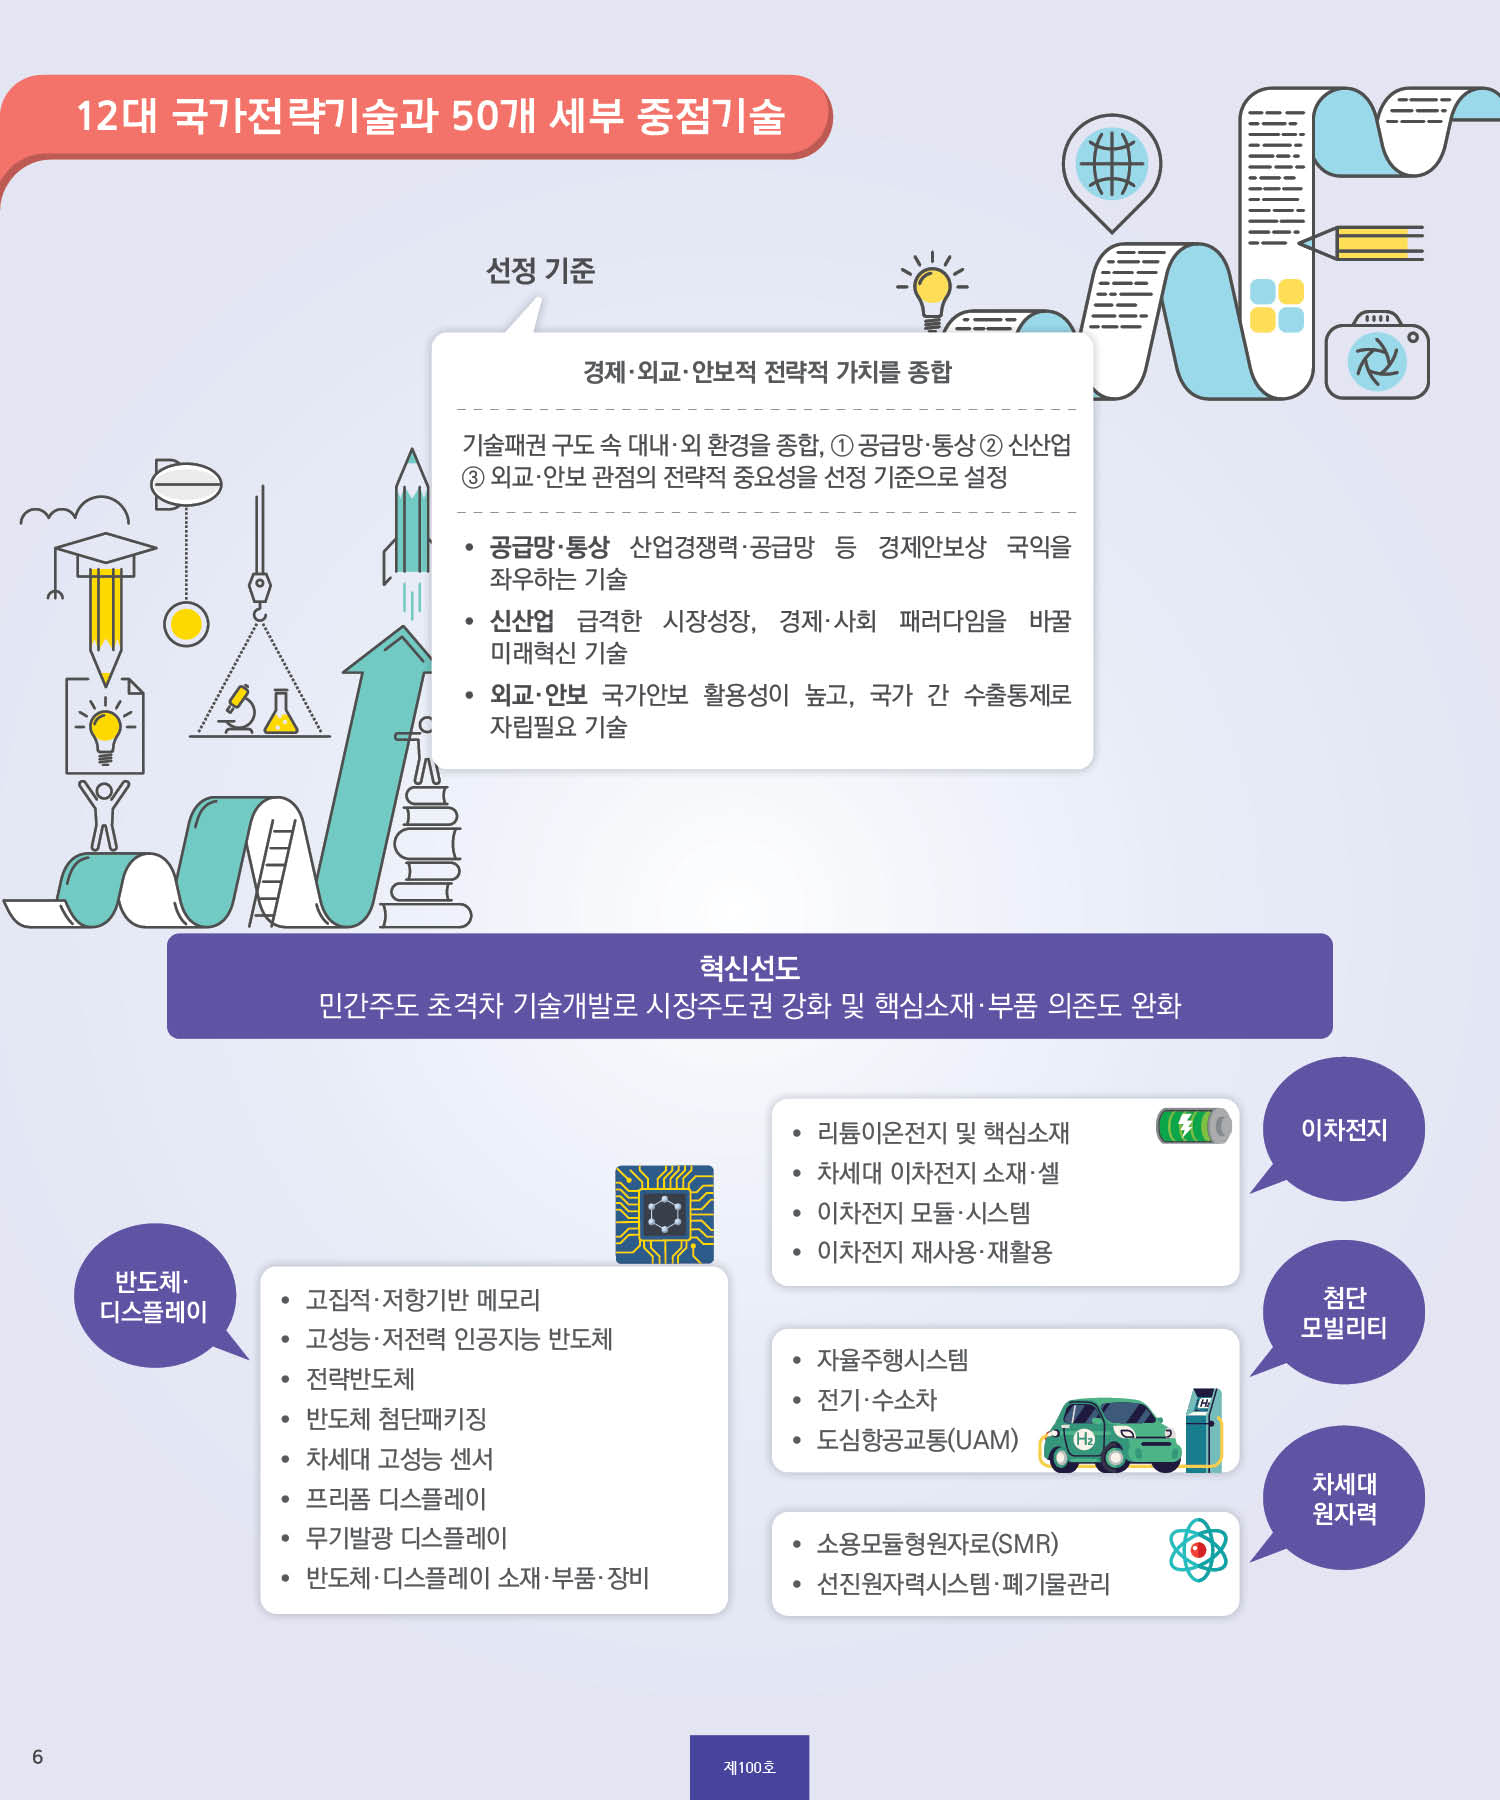 12대 국가전략기술과 50개 세부 중점기술
선정 기준
경제·외교·안보적 전략적 가치를 종합
기술패권 구도 속 대내·외 환경을 종합, ① 공급망·통상 ② 신산업
③ 외교·안보 관점의 전략적 중요성을 선정 기준으로 설정
• 공급망·통상 산업경쟁력·공급망 등 경제안보상 국익을
좌우하는 기술
• 신산업 급격한 시장성장, 경제·사회 패러다임을 바꿀
미래혁신 기술
• 외교·안보 국가안보 활용성이 높고, 국가 간 수출통제로
자립필요 기술
혁신선도
민간주도 초격차 기술개발로 시장주도권 강화 및 핵심소재·부품 의존도 완화
반도체·
디스플레이
• 고집적·저항기반 메모리
• 고성능·저전력 인공지능 반도체
• 전략반도체
• 반도체 첨단패키징
• 차세대 고성능 센서
• 프리폼 디스플레이
• 무기발광 디스플레이
• 반도체·디스플레이 소재·부품·장비
이차전지
• 리튬이온전지 및 핵심소재
• 차세대 이차전지 소재·셀
• 이차전지 모듈·시스템
• 이차전지 재사용·재활용
첨단
모빌리티
• 자율주행시스템
• 전기·수소차
• 도심항공교통(UAM)
H2
H2
차세대
원자력
• 소용모듈형원자로(SMR)
• 선진원자력시스템·폐기물관리
6
제100호